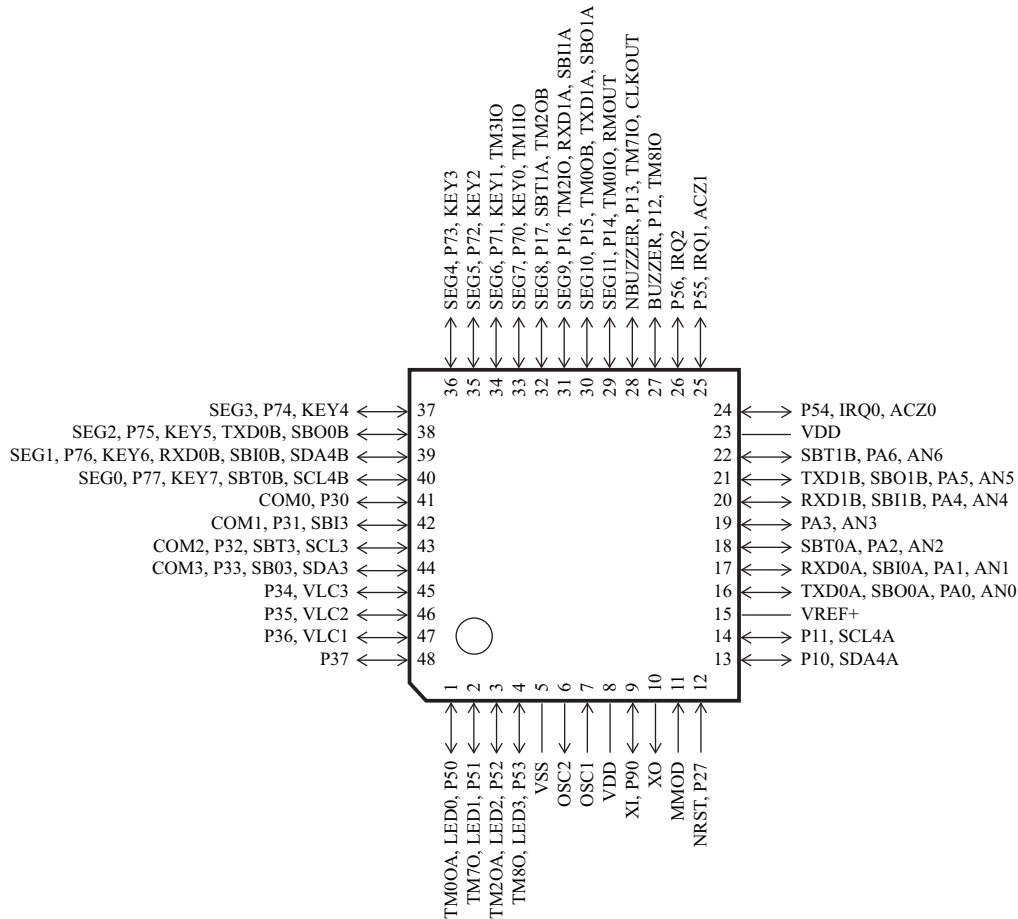 SEG4, P73, KEY3
SEG5, P72, KEY2
SEG6, P71, KEY1, TM3IO
SEG7, P70, KEY0, TM1IO
SEG8, P17, SBT1A, TM2OB
SEG9, P16, TM2IO, RXD1A, SBI1A
SEG10, P15, TM0OB, TXD1A, SBO1A
SEG11, P14, TM0IO, RMOUT
NBUZZER, P13, TM7IO, CLKOUT
BUZZER, P12, TM8IO
P56, IRQ2
P55, IRQ1, ACZ1
36
35
34
33
32
31
30
29
28
27
26
25
SEG3, P74, KEY4 37
SEG2, P75, KEY5, TXD0B, SBO0B 38
SEG1, P76, KEY6, RXD0B, SBI0B, SDA4B 39
SEG0, P77, KEY7, SBT0B, SCL4B 40
COM0, P30 41
COM1, P31, SBI3 42
COM2, P32, SBT3, SCL3 43
COM3, P33, SB03, SDA3 44
P34, VLC3 45
P35, VLC2 46
P36, VLC1 47
P37 48
24 P54, IRQ0, ACZ0
23 VDD
22 SBT1B, PA6, AN6
21 TXD1B, SBO1B, PA5, AN5
20 RXD1B, SBI1B, PA4, AN4
19 PA3, AN3
18 SBT0A, PA2, AN2
17 RXD0A, SBI0A, PA1, AN1
16 TXD0A, SBO0A, PA0, AN0
15 VREF+
14 P11, SCL4A
13 P10, SDA4A
1
2
3
4
5
6
7
8
9
10
11
12
TM0OA, LED0, P50
TM7O, LED1, P51
TM2OA, LED2, P52
TM8O, LED3, P53
VSS
OSC2
OSC1
VDD
XI, P90
XO
MMOD
NRST, P27